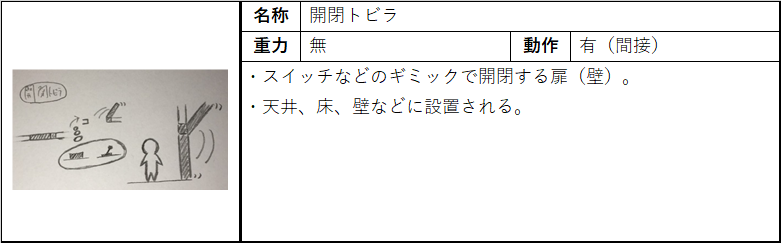 名称 開閉トビラ
重力 無 動作 有（間接）
・スイッチなどのギミックで開閉する扉（壁）。
・天井、床、壁などに設置される。